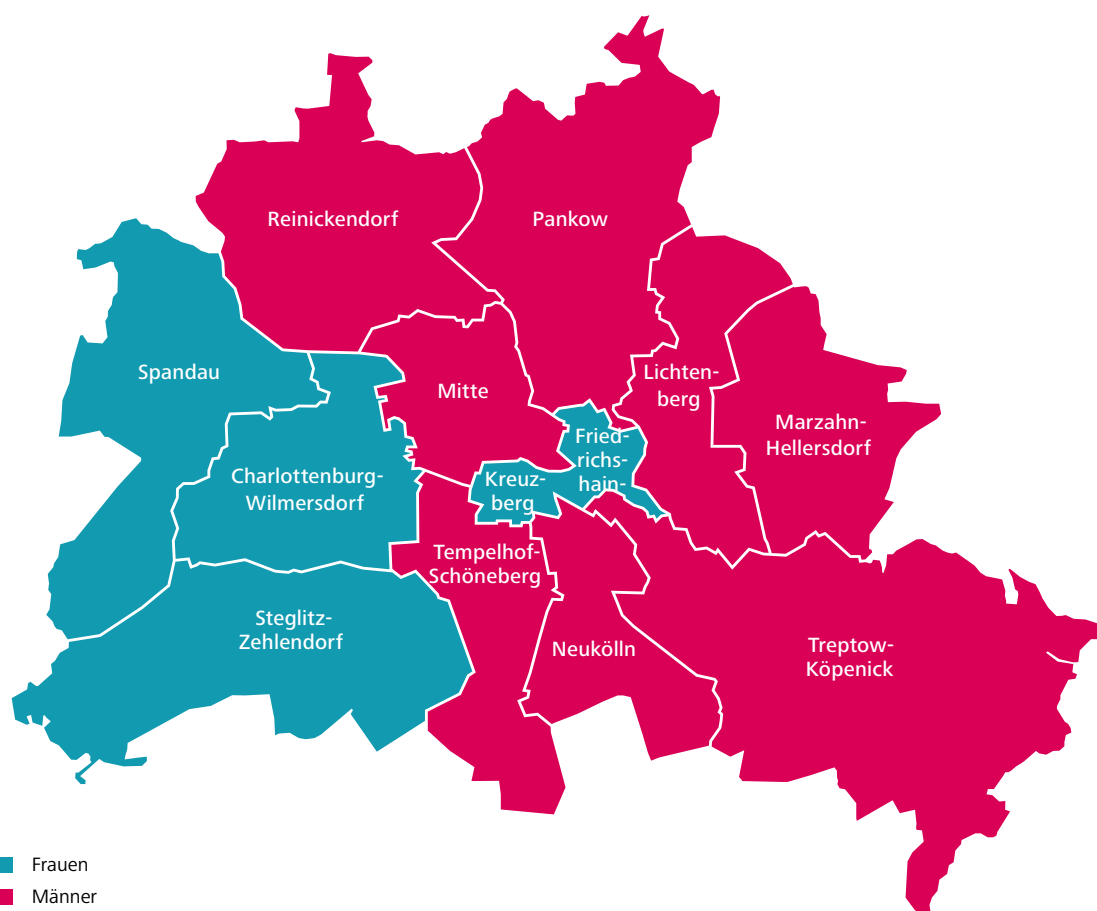 Reinickendorf
Pankow
Spandau
Mitte
Lichten-
berg
Marzahn-
Hellersdorf
Charlottenburg-
Wilmersdorf
Fried-
richs-
hain-
Kreuz-
berg
Tempelhof-
Schöneberg
Steglitz-
Zehlendorf
Neukölln
Treptow-
Köpenick
Frauen
Männer